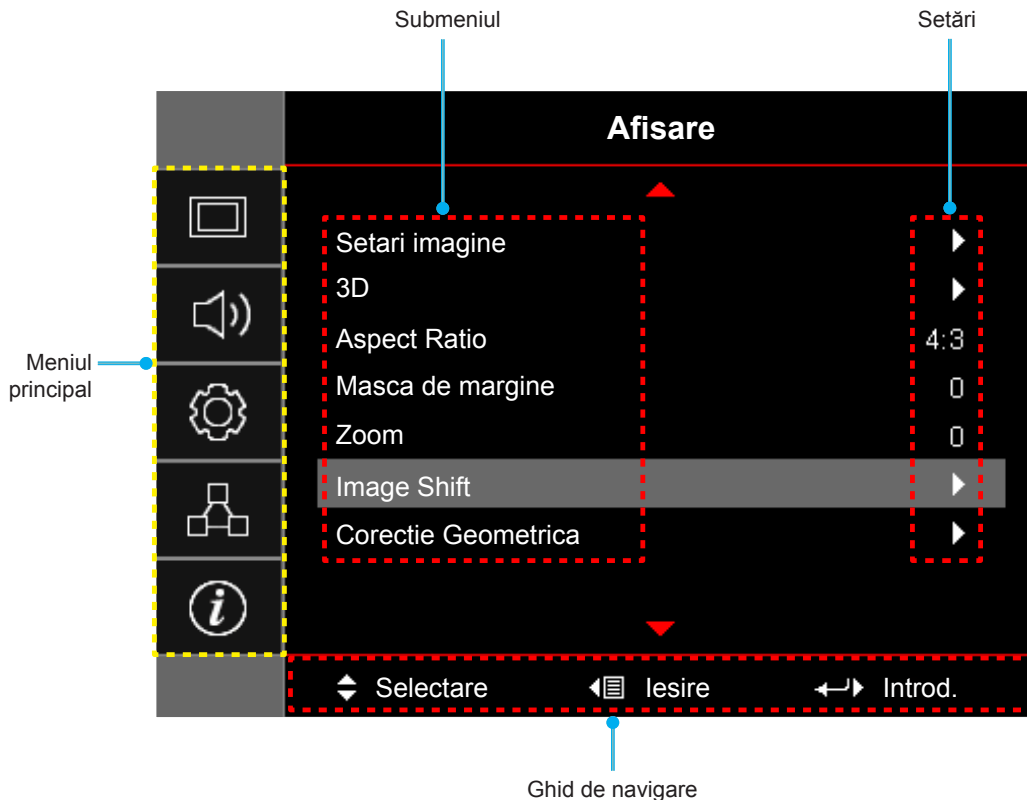 Submeniul
Setări
Afisare
Setari imagine
3D
Aspect Ratio
4:3
Masca de margine
0
Zoom
0
Image Shift
Corectie Geometrica
Meniul
principal
i
Selectare
Iesire
Introd.
Ghid de navigare